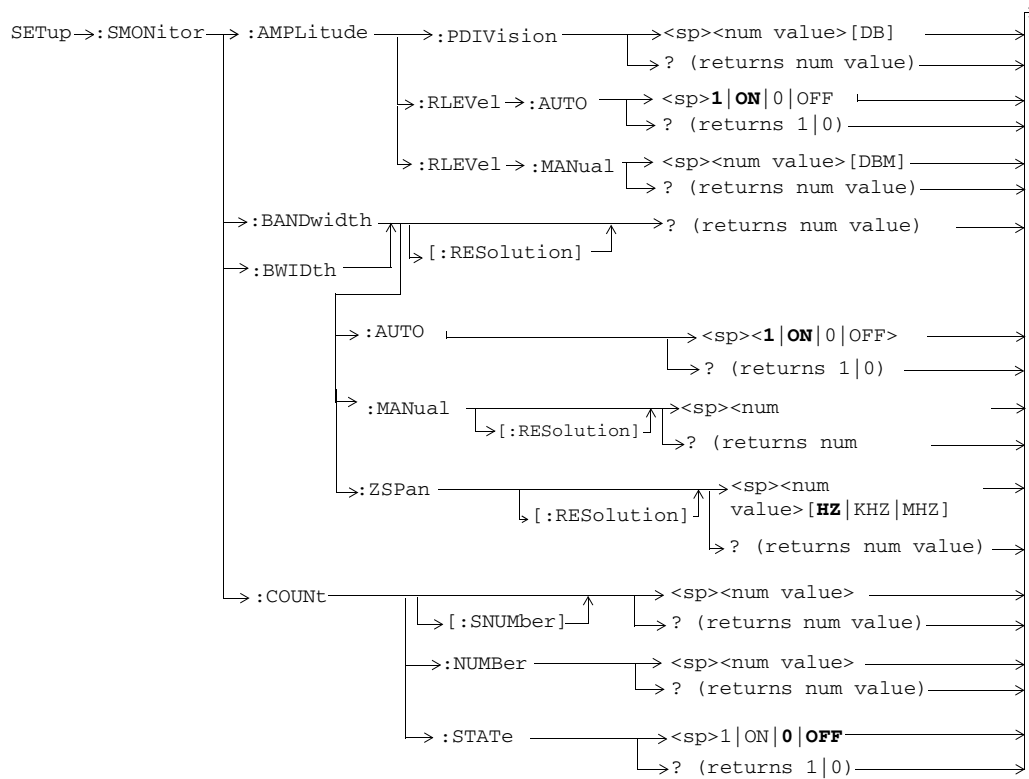 SETup :SMONitor :AMPLitude :PDIVision <sp><num value>[DB]
? (returns num value)
:RLEVel :AUTO <sp>1|ON|0|OFF
? (returns 1|0)
:RLEVel :MANual <sp><num value>[DBM]
? (returns num value)
:BANDwidth ? (returns num value)
[:RESolution]
:BWIDth
:AUTO <sp><1|ON|0|OFF>
? (returns 1|0)
:MANual <sp><num
[:RESolution]
? (returns num
:ZSPan <sp><num
[:RESolution] value>[HZ|KHZ|MHZ]
? (returns num value)
:COUNt <sp><num value>
[:SNUMber] ? (returns num value)
:NUMBer <sp><num value>
? (returns num value)
:STATe <sp>1|ON|0|OFF
? (returns 1|0)